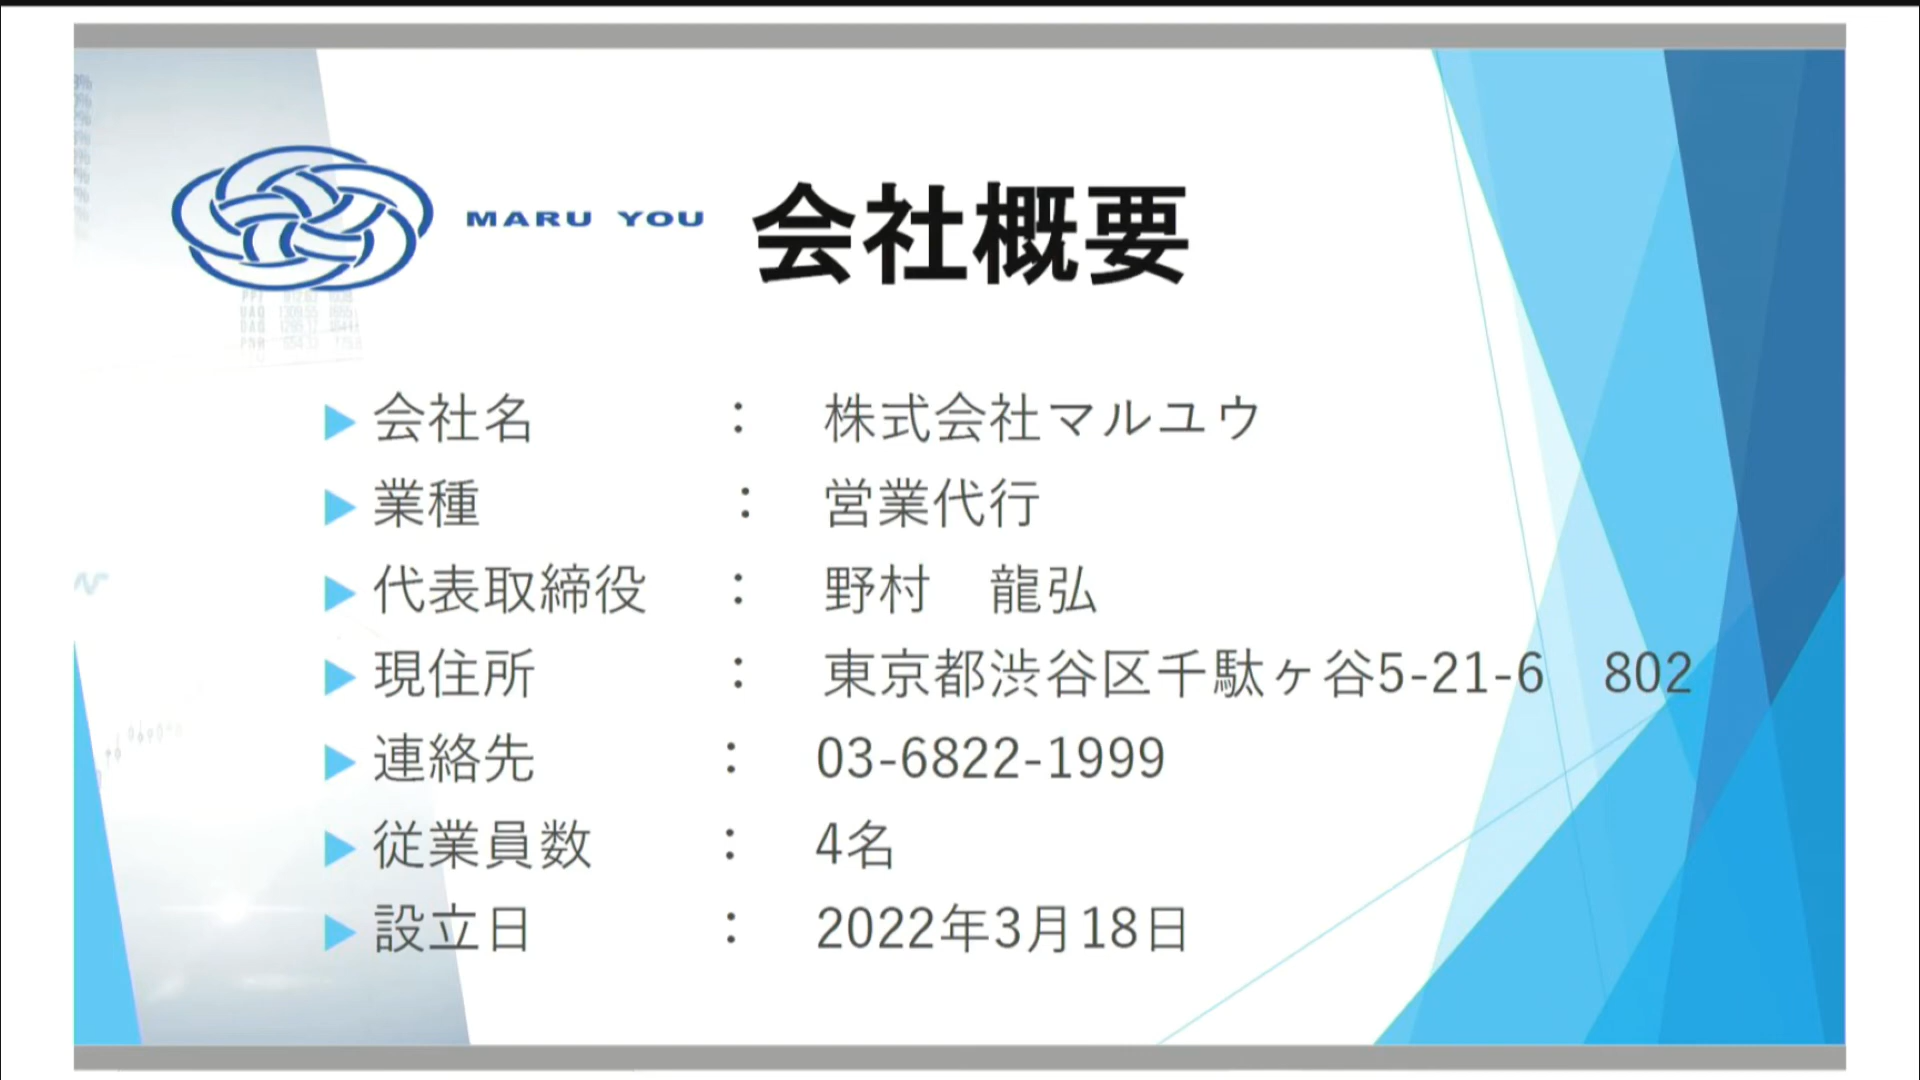 MARU YOU 会社概要
会社名 ： 株式会社マルユウ
業種 ： 営業代行
代表取締役 ： 野村　龍弘
現住所 ： 東京都渋谷区千駄ヶ谷5-21-6　802
連絡先 ： 03-6822-1999
従業員数 ： 4名
設立日 ： 2022年3月18日